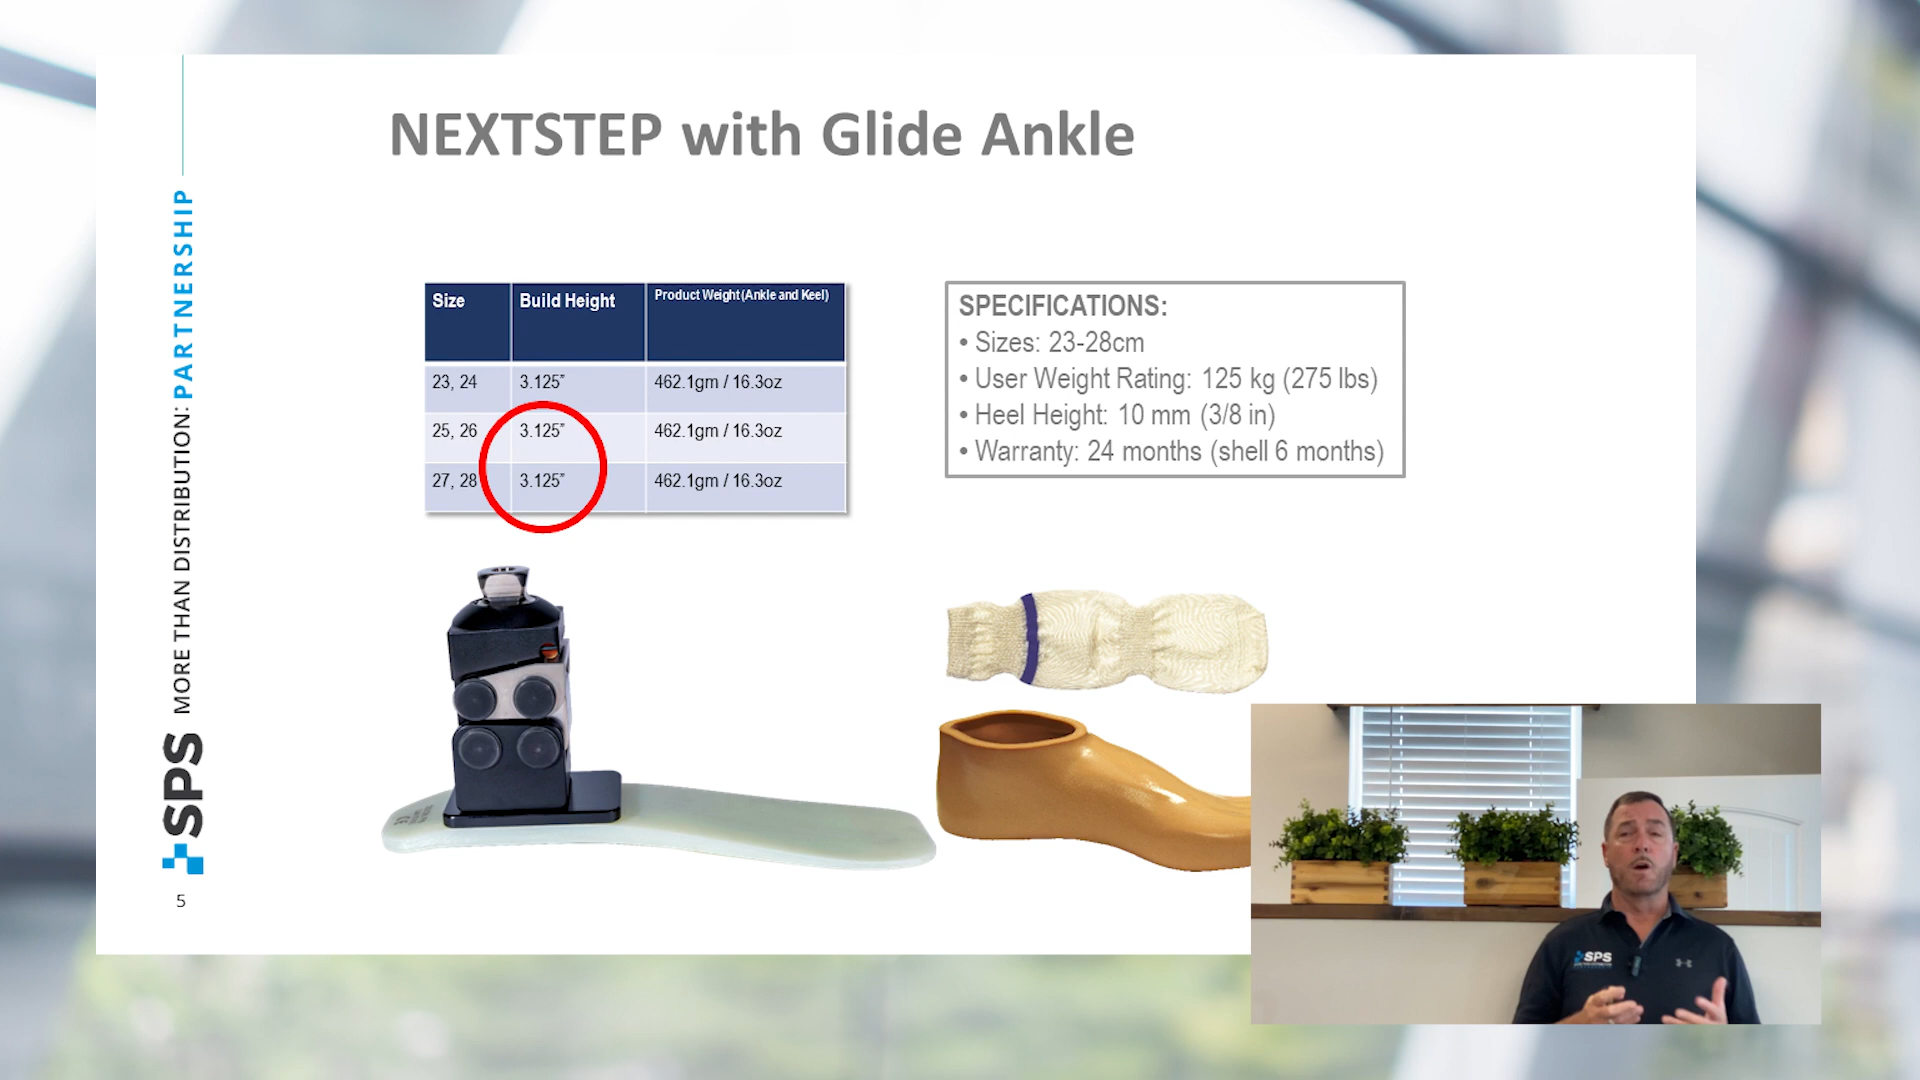 NEXTSTEP with Glide Ankle
MORE THAN DISTRIBUTION: PARTNERSHIP
SPS
5
Size Build Height Product Weight (Ankle and Keel)
23, 24 3.125” 462.1gm / 16.3oz
25, 26 3.125” 462.1gm / 16.3oz
27, 28 3.125” 462.1gm / 16.3oz
SPECIFICATIONS:
• Sizes: 23-28cm
• User Weight Rating: 125 kg (275 lbs)
• Heel Height: 10 mm (3/8 in)
• Warranty: 24 months (shell 6 months)
SPS